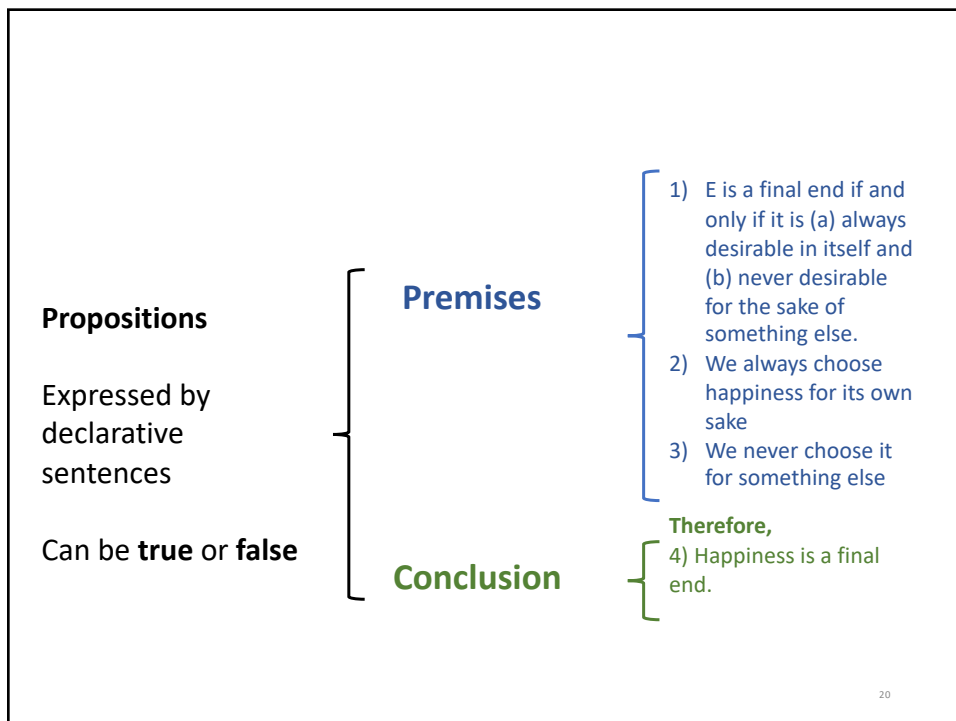 Propositions
Expressed by
declarative
sentences
Can be true or false
Premises
1) E is a final end if and
only if it is (a) always
desirable in itself and
(b) never desirable
for the sake of
something else.
2) We always choose
happiness for its own
sake
3) We never choose it
for something else
Conclusion
Therefore,
4) Happiness is a final
end.
20